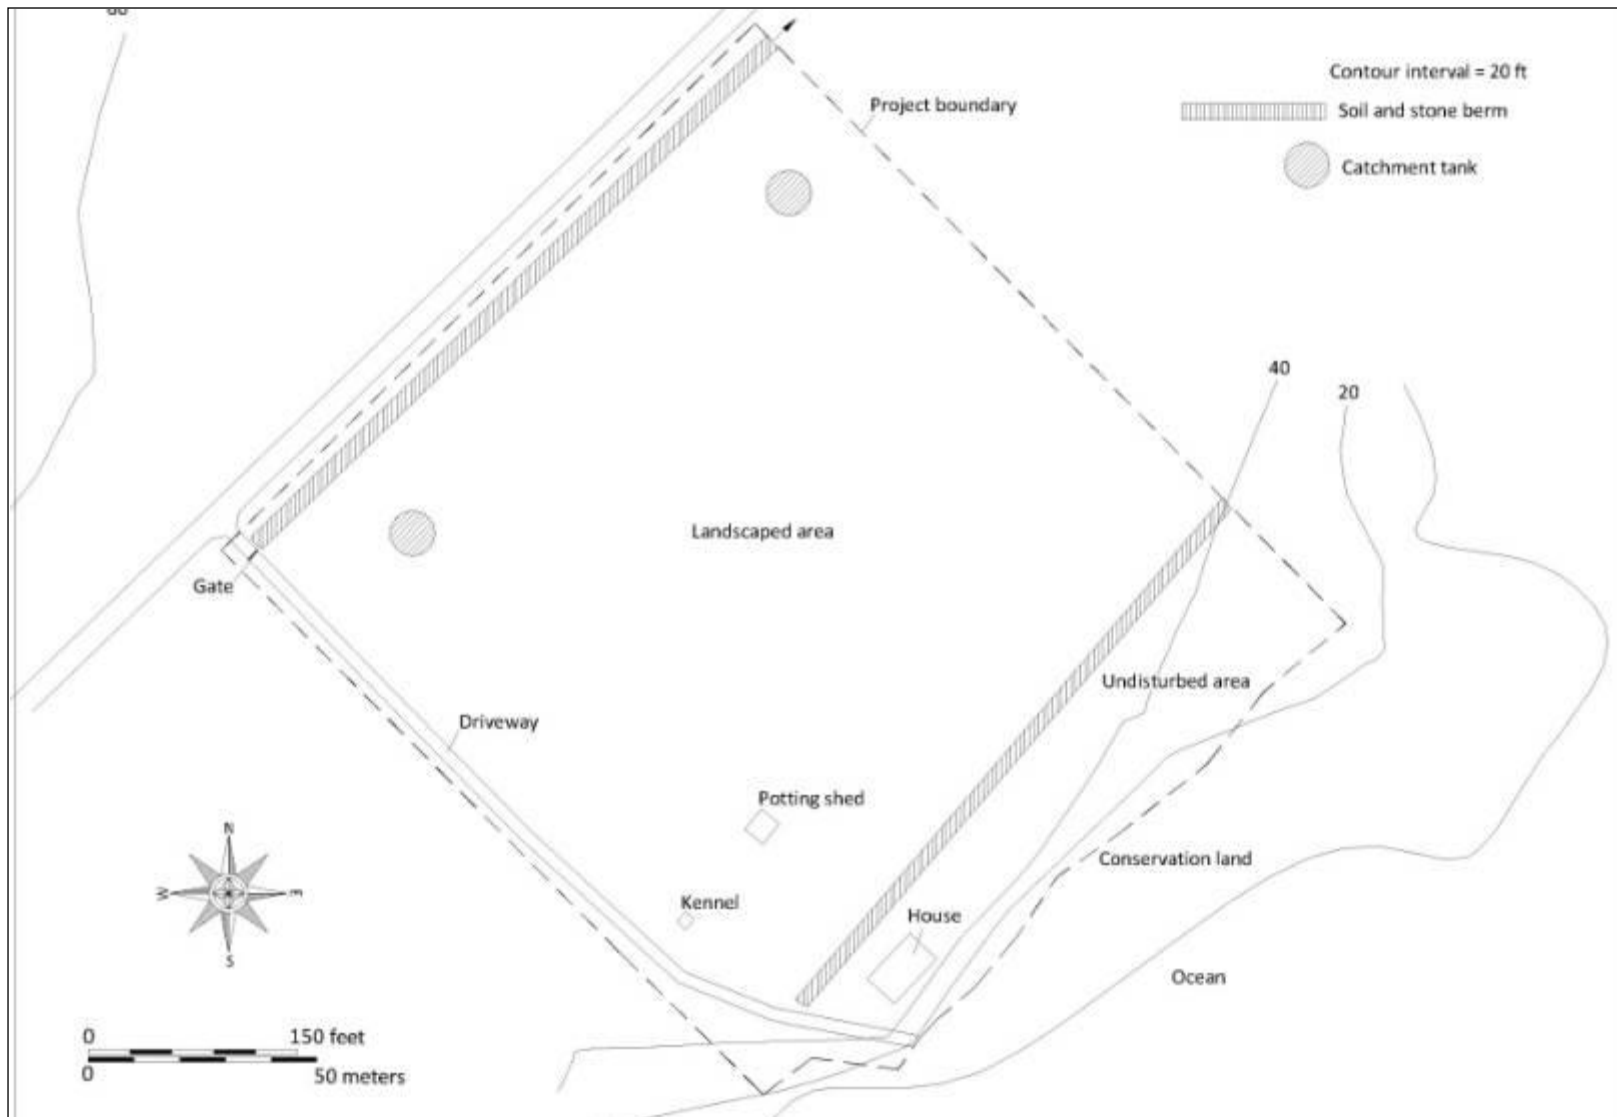 60
Contour interval = 20 ft
Project boundary
Soil and stone berm
Catchment tank
40
20
Landscaped area
Gate
Undisturbed area
Driveway
Potting shed
Conservation land
Kennel
House
Ocean
N
W
E
S
0 150 feet
0 50 meters